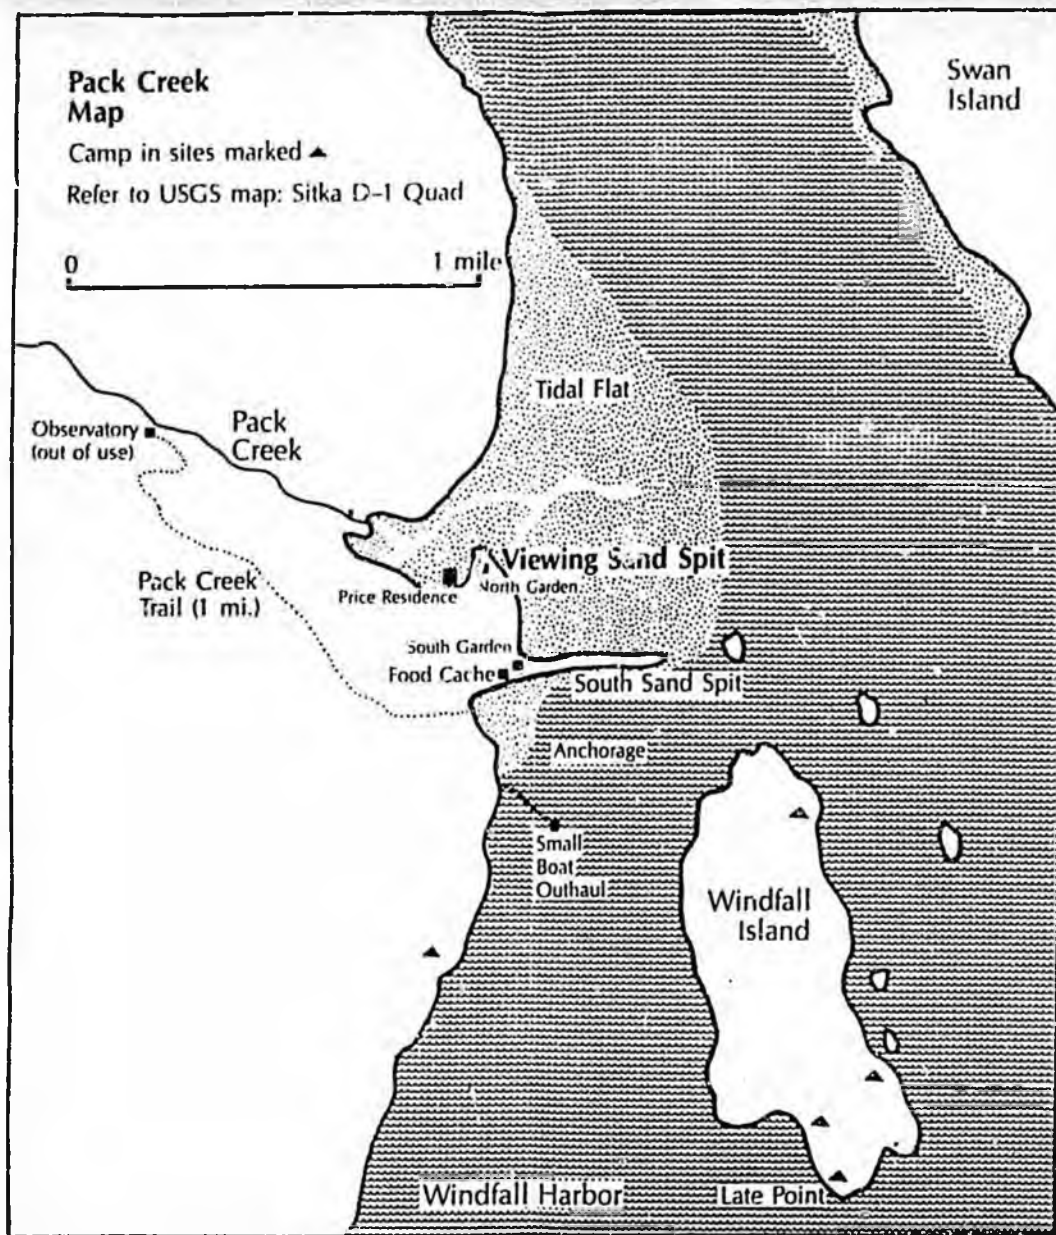 Pack Creek
Map
Camp in sites marked
Refer to USGS map: Sitka D-1 Quad
0
1 mile
Swan
Island
Tidal Flat
Observatory
(out of use)
Pack
Creek
Pack Creek
Trail (1 mi.)
Viewing Sand Spit
North Garden
Price Residence
South Garden
Food Cache
South Sand Spit
Anchorage
Small
Boat
Outhaul
Windfall
Island
Windfall Harbor
Late Point